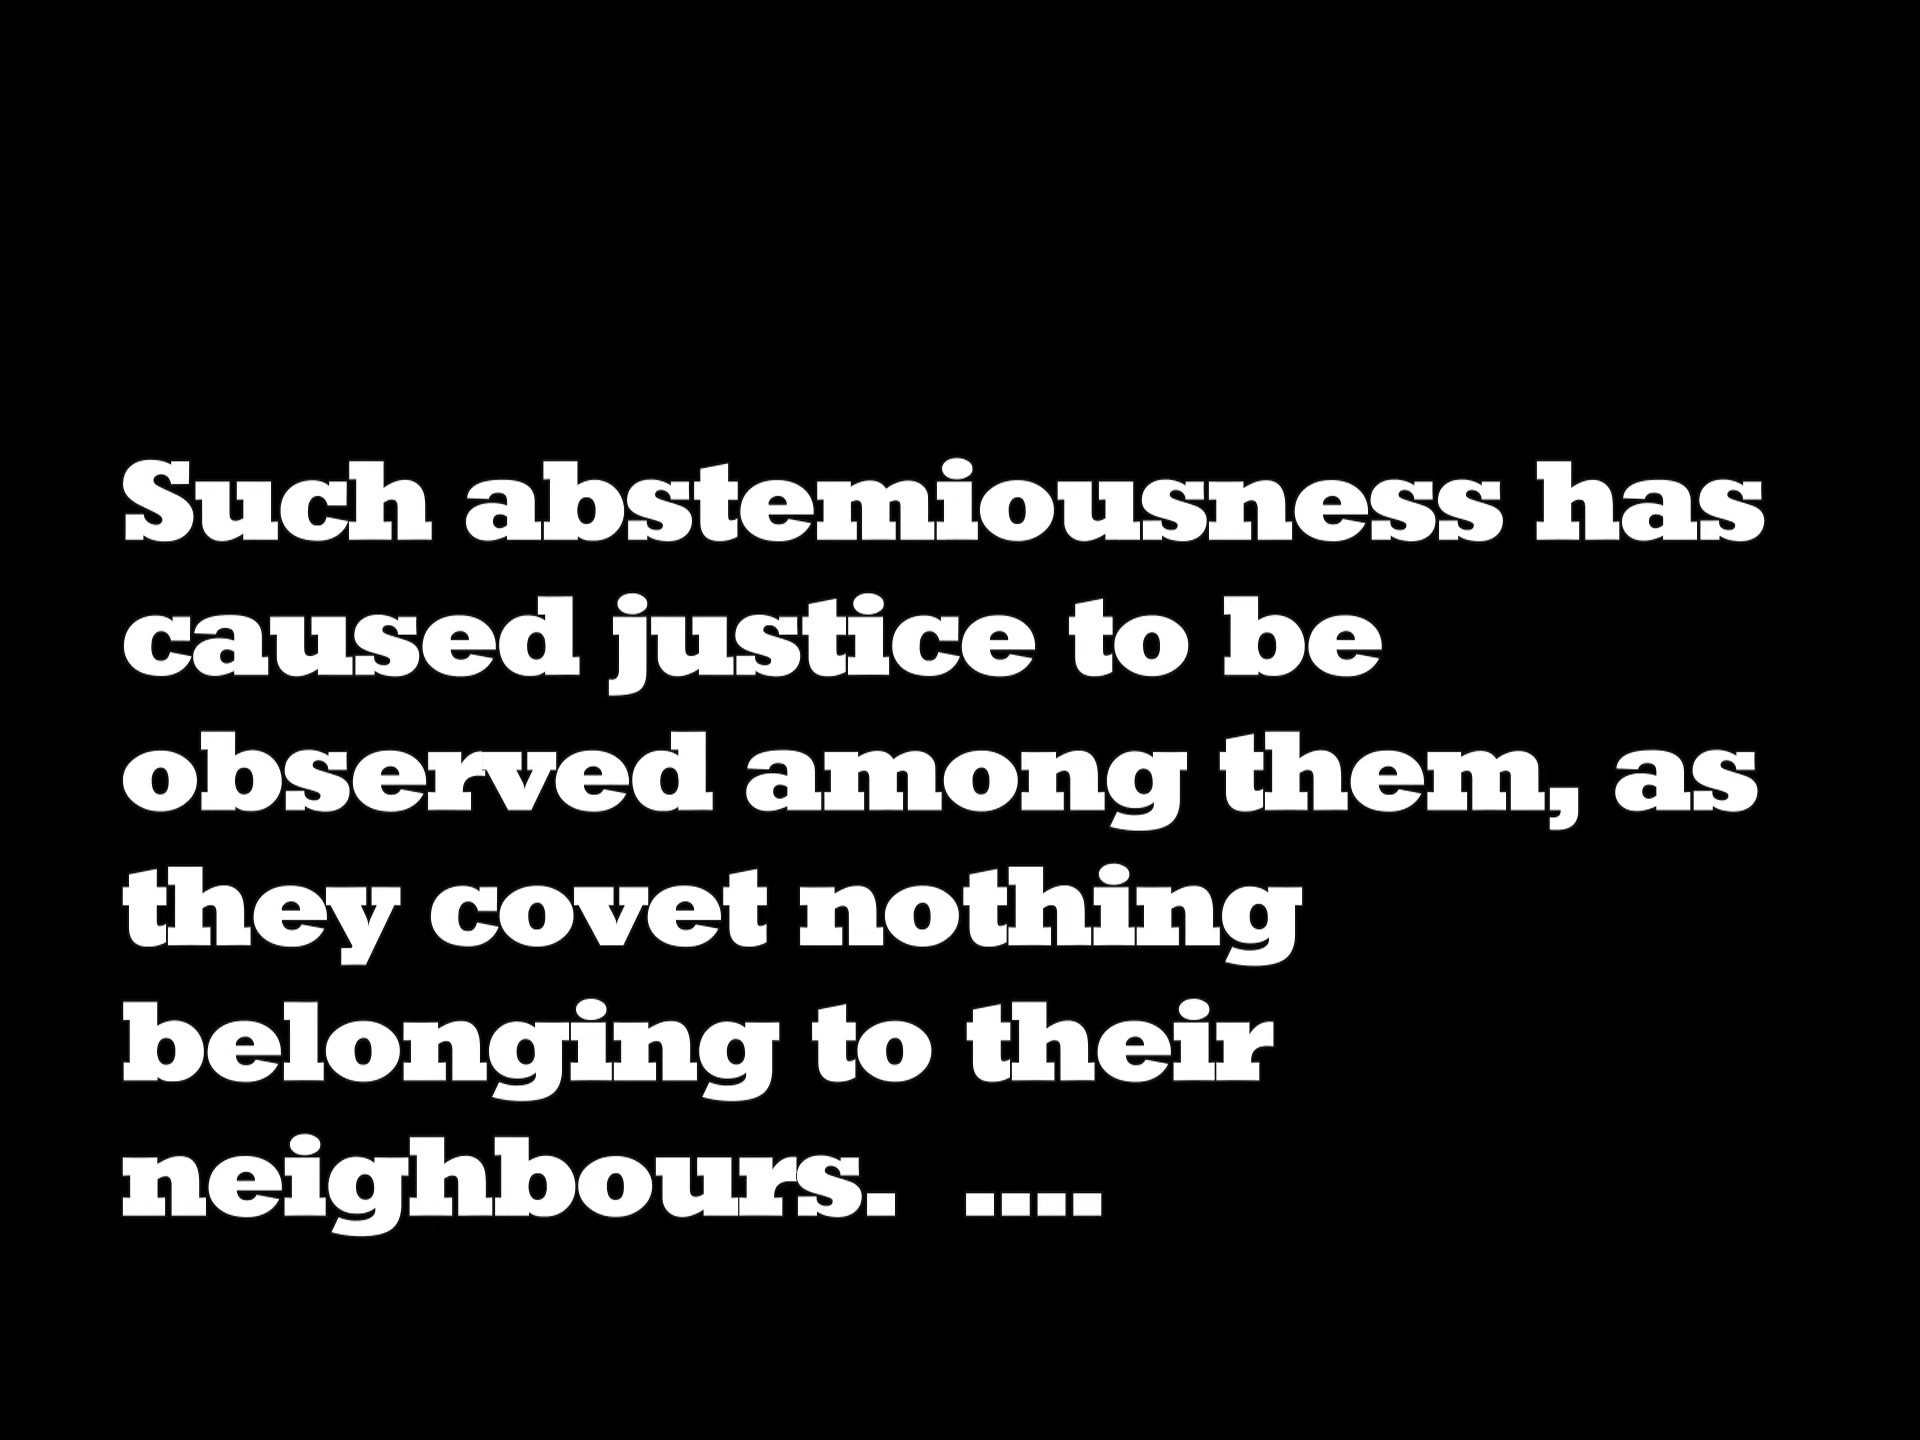 Such abstemiousness has
caused justice to be
observed among them, as
they covet nothing
belonging to their
neighbours.  ....